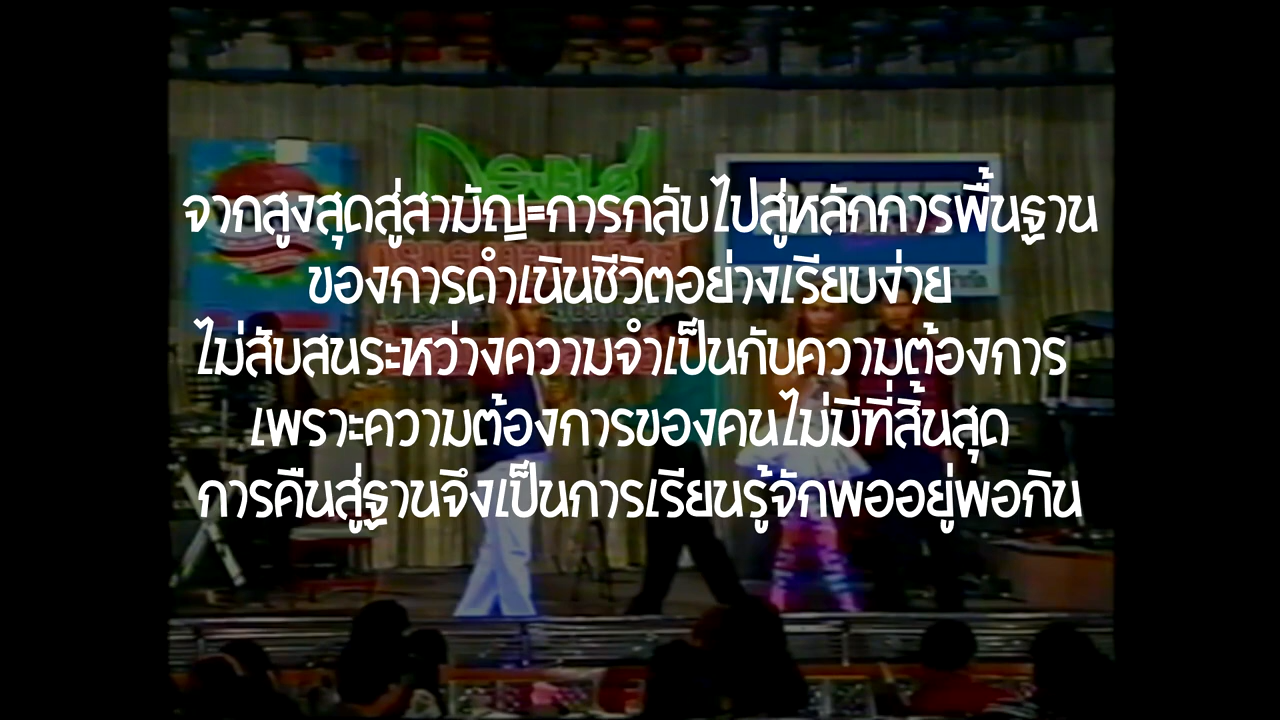 จากสูงสุดสู่สามัญ=การกลับไปสู่หลักการพื้นฐาน
ของการดำเนินชีวิตอย่างเรียบง่าย
ไม่สับสนระหว่างความจำเป็นกับความต้องการ
เพราะความต้องการของคนไม่มีที่สิ้นสุด
การคืนสู่ฐานจึงเป็นการเรียนรู้จักพออยู่พอกิน